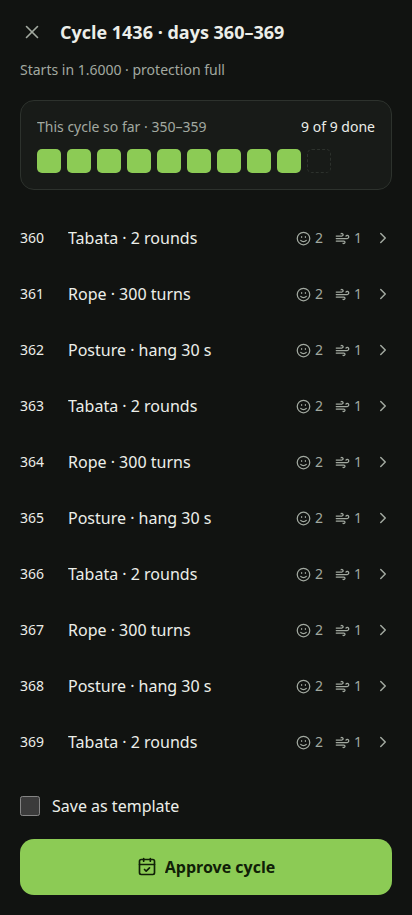 Cycle 1436 · days 360–369
Starts in 1.6000 · protection full
This cycle so far · 350–359 9 of 9 done
360 Tabata · 2 rounds 2 1
361 Rope · 300 turns 2 1
362 Posture · hang 30 s 2 1
363 Tabata · 2 rounds 2 1
364 Rope · 300 turns 2 1
365 Posture · hang 30 s 2 1
366 Tabata · 2 rounds 2 1
367 Rope · 300 turns 2 1
368 Posture · hang 30 s 2 1
369 Tabata · 2 rounds 2 1
Save as template
Approve cycle